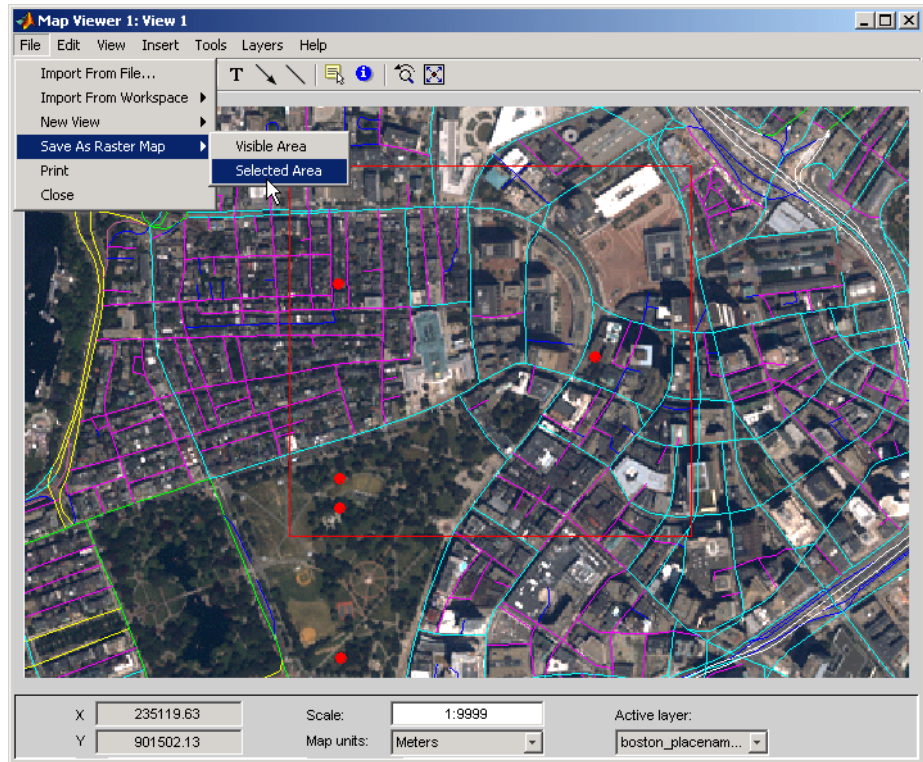 Map Viewer 1: View 1
File Edit View Insert Tools Layers Help
Import From File...
Import From Workspace
New View
Save As Raster Map
Print
Close
Visible Area
Selected Area
T
X 235119.63 Scale: 1:9999 Active layer:
Y 901502.13 Map units: Meters boston_placenam...